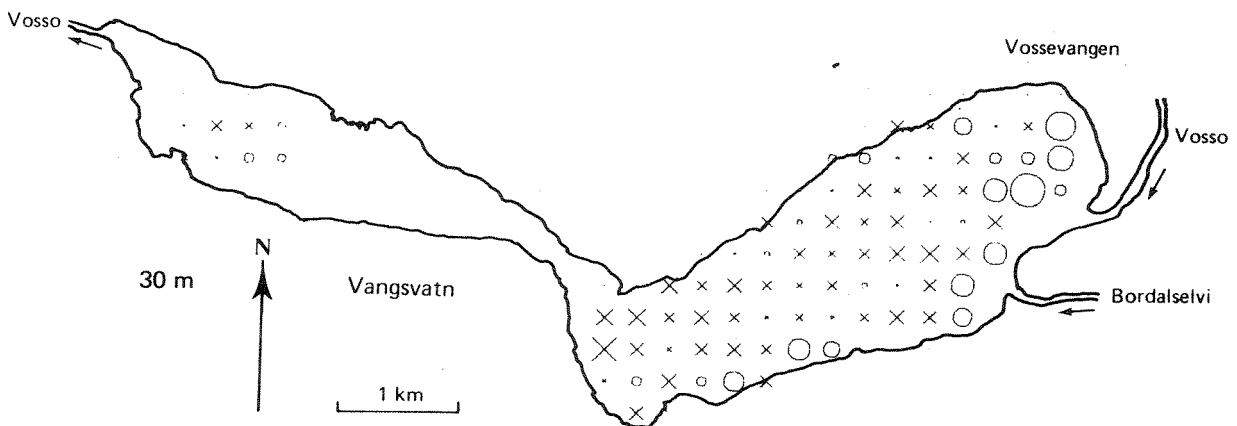 Vosso
Vossevangen
Vosso
N
30 m
Vangsvatn
Bordalselvi
1 km